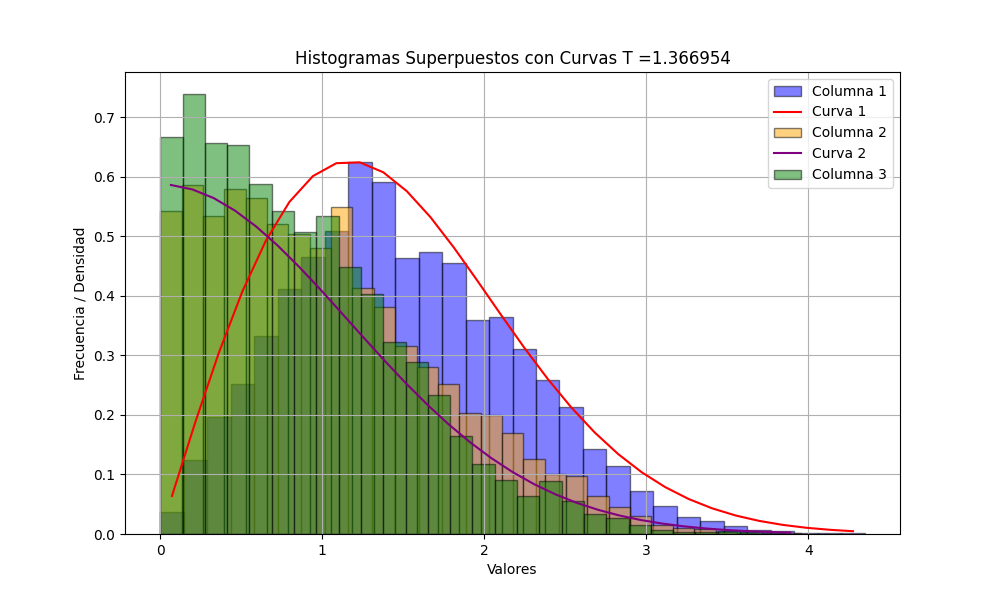 Histogramas Superpuestos con Curvas T =1.366954
Frecuencia / Densidad
0.7
0.6
0.5
0.4
0.3
0.2
0.1
0.0
Columna 1
Curva 1
Columna 2
Curva 2
Columna 3
0 1 2 3 4
Valores